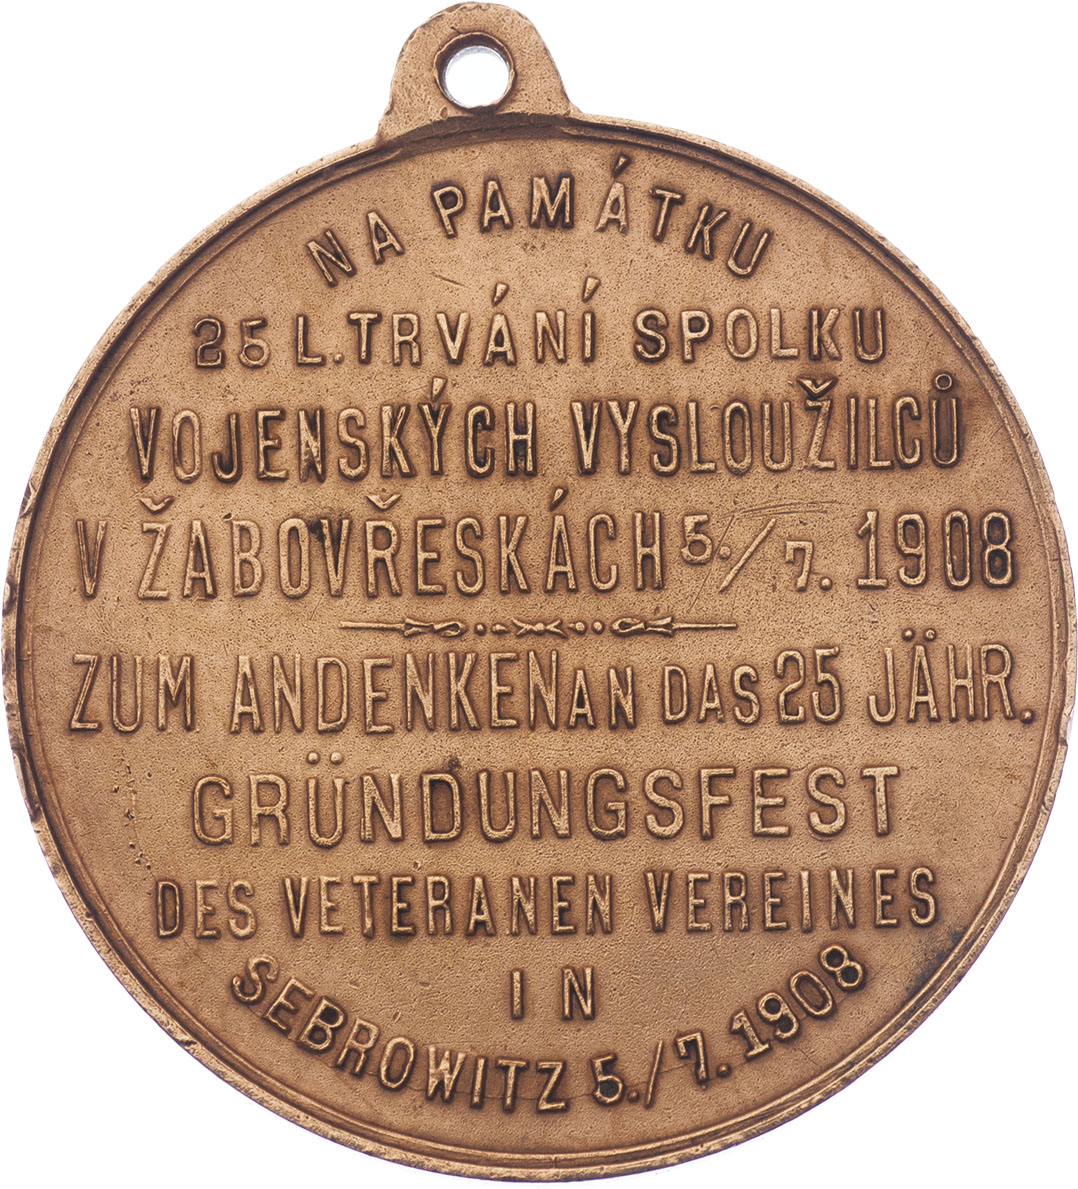 NA PAMÁTKU
25 L. TRVÁNÍ SPOLKU
VOJENSKÝCH VYSLOUŽILCŮ
V ŽABOVŘESKÁCH 5./7. 1908
ZUM ANDENKEN AN DAS 25 JÄHR.
GRÜNDUNGSFEST
DES VETERANEN VEREINES
IN
SEBROWITZ 5./7. 1908